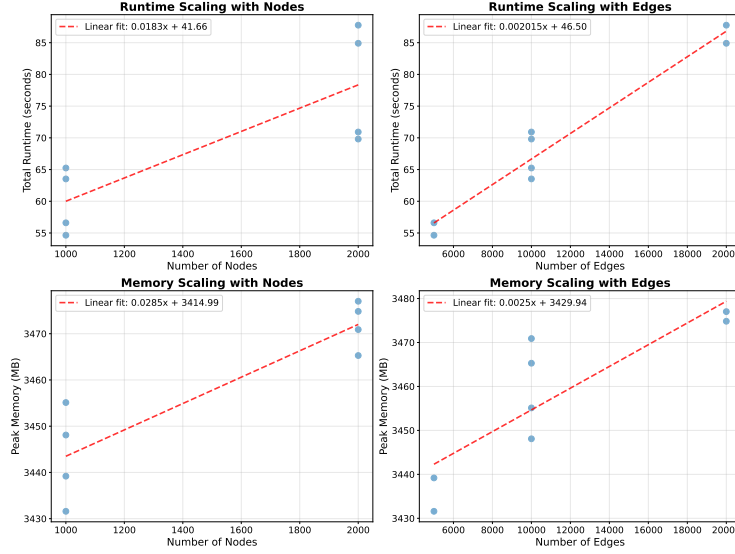 Runtime Scaling with Nodes
Linear fit: 0.0183x + 41.66
Total Runtime (seconds)
85
80
75
70
65
60
55
1000 1200 1400 1600 1800 2000
Number of Nodes
Runtime Scaling with Edges
Linear fit: 0.002015x + 46.50
Total Runtime (seconds)
85
80
75
70
65
60
55
6000 8000 10000 12000 14000 16000 18000 20000
Number of Edges
Memory Scaling with Nodes
Linear fit: 0.0285x + 3414.99
Peak Memory (MB)
3470
3460
3450
3440
3430
1000 1200 1400 1600 1800 2000
Number of Nodes
Memory Scaling with Edges
Linear fit: 0.0025x + 3429.94
Peak Memory (MB)
3480
3470
3460
3450
3440
3430
6000 8000 10000 12000 14000 16000 18000 20000
Number of Edges